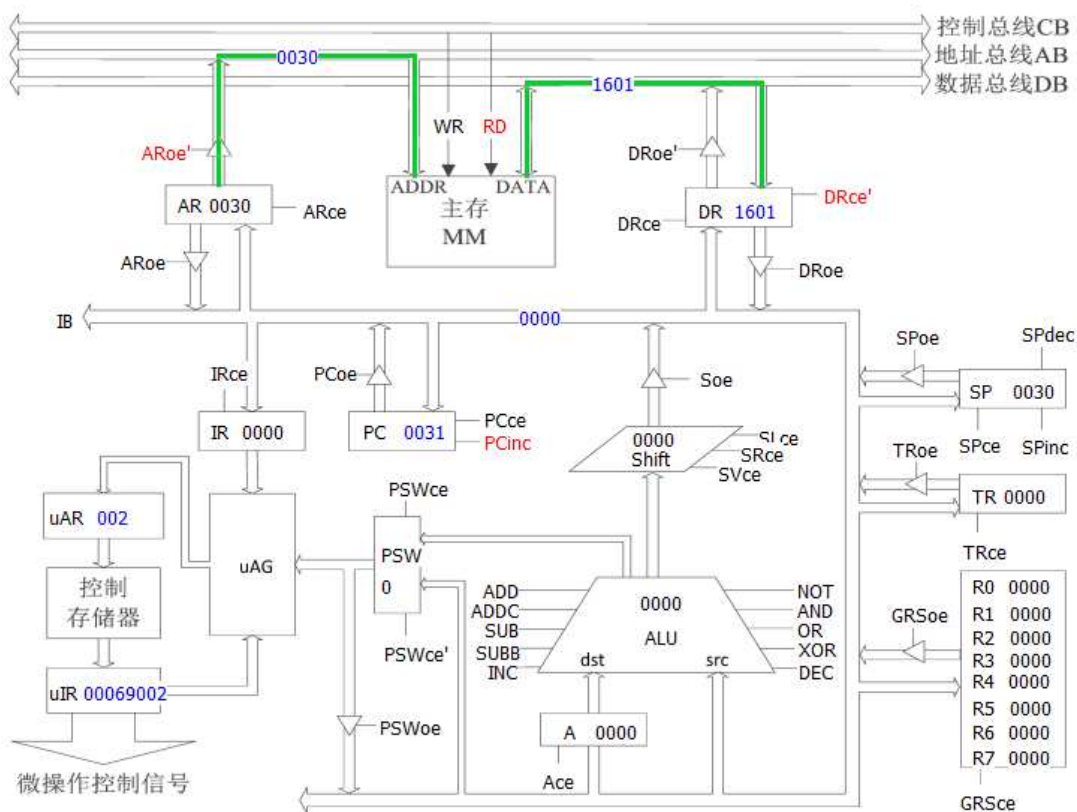 控制总线CB
0030
地址总线AB
1601
数据总线DB
WR
RD
ARoe'
DRoe'
ADDR
DATA
AR 0030
ARce
主存
MM
DRce'
DRce
DR 1601
ARoe
DRoe
IB
0000
SPoe
SPdec
IRce
PCoe
Soe
SP 0030
IR 0000
PC 0031
PCce
PCinc
0000
Shift
SLce
SRce
SVce
SPce
SPinc
TRoe
TR 0000
TRce
PSWce
uAR 002
uAG
PSW
0
控制
存储器
PSWce'
uIR 00069002
ADD
ADDC
SUB
SUBB
INC
0000
ALU
dst
src
NOT
AND
OR
XOR
DEC
GRSoe
R0 0000
R1 0000
R2 0000
R3 0000
R4 0000
R5 0000
R6 0000
R7 0000
GRSce
PSWoe
A 0000
Ace
微操作控制信号